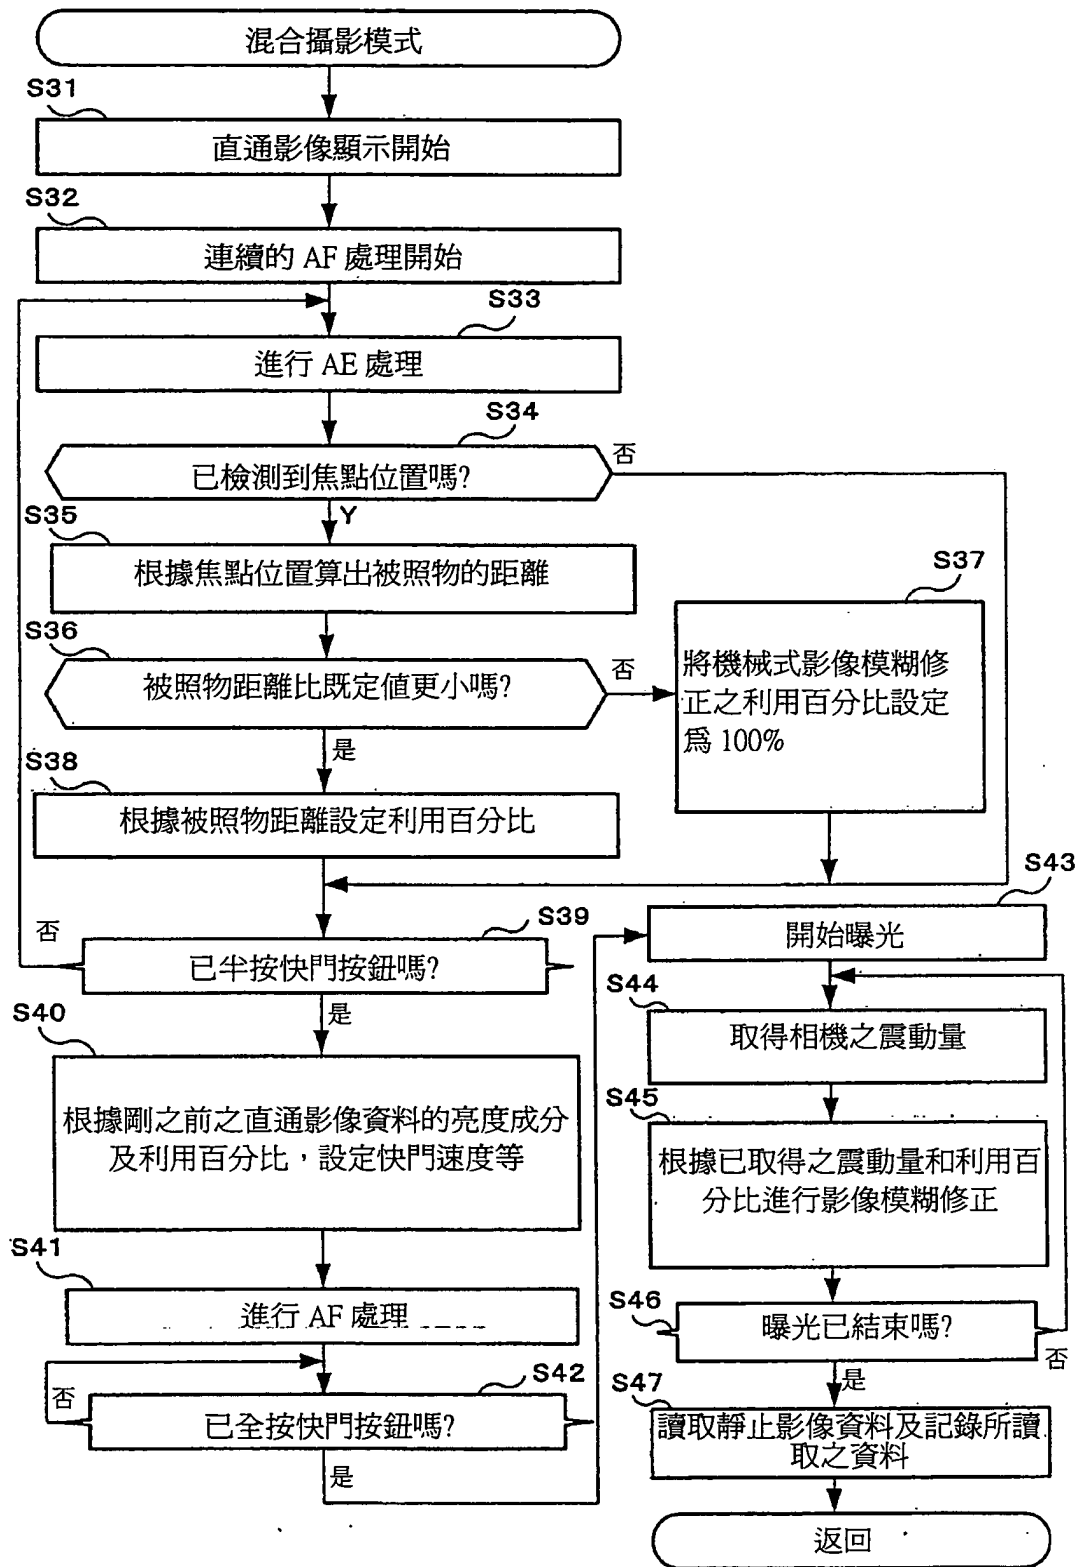 混合攝影模式
S31
直通影像顯示開始
S32
連續的 AF 處理開始
S33
進行 AE 處理
S34
已檢測到焦點位置嗎?
否
Y
S35
根據焦點位置算出被照物的距離
S36
被照物距離比既定值更小嗎?
否
是
S37
將機械式影像模糊修
正之利用百分比設定
爲 100%
S38
根據被照物距離設定利用百分比
S39
已半按快門按鈕嗎?
否
是
S40
根據剛之前之直通影像資料的亮度成分
及利用百分比，設定快門速度等
S41
進行 AF 處理
S42
已全按快門按鈕嗎?
否
是
S43
開始曝光
S44
取得相機之震動量
S45
根據已取得之震動量和利用百
分比進行影像模糊修正
S46
曝光已結束嗎?
否
是
S47
讀取靜止影像資料及記錄所讀
取之資料
返回